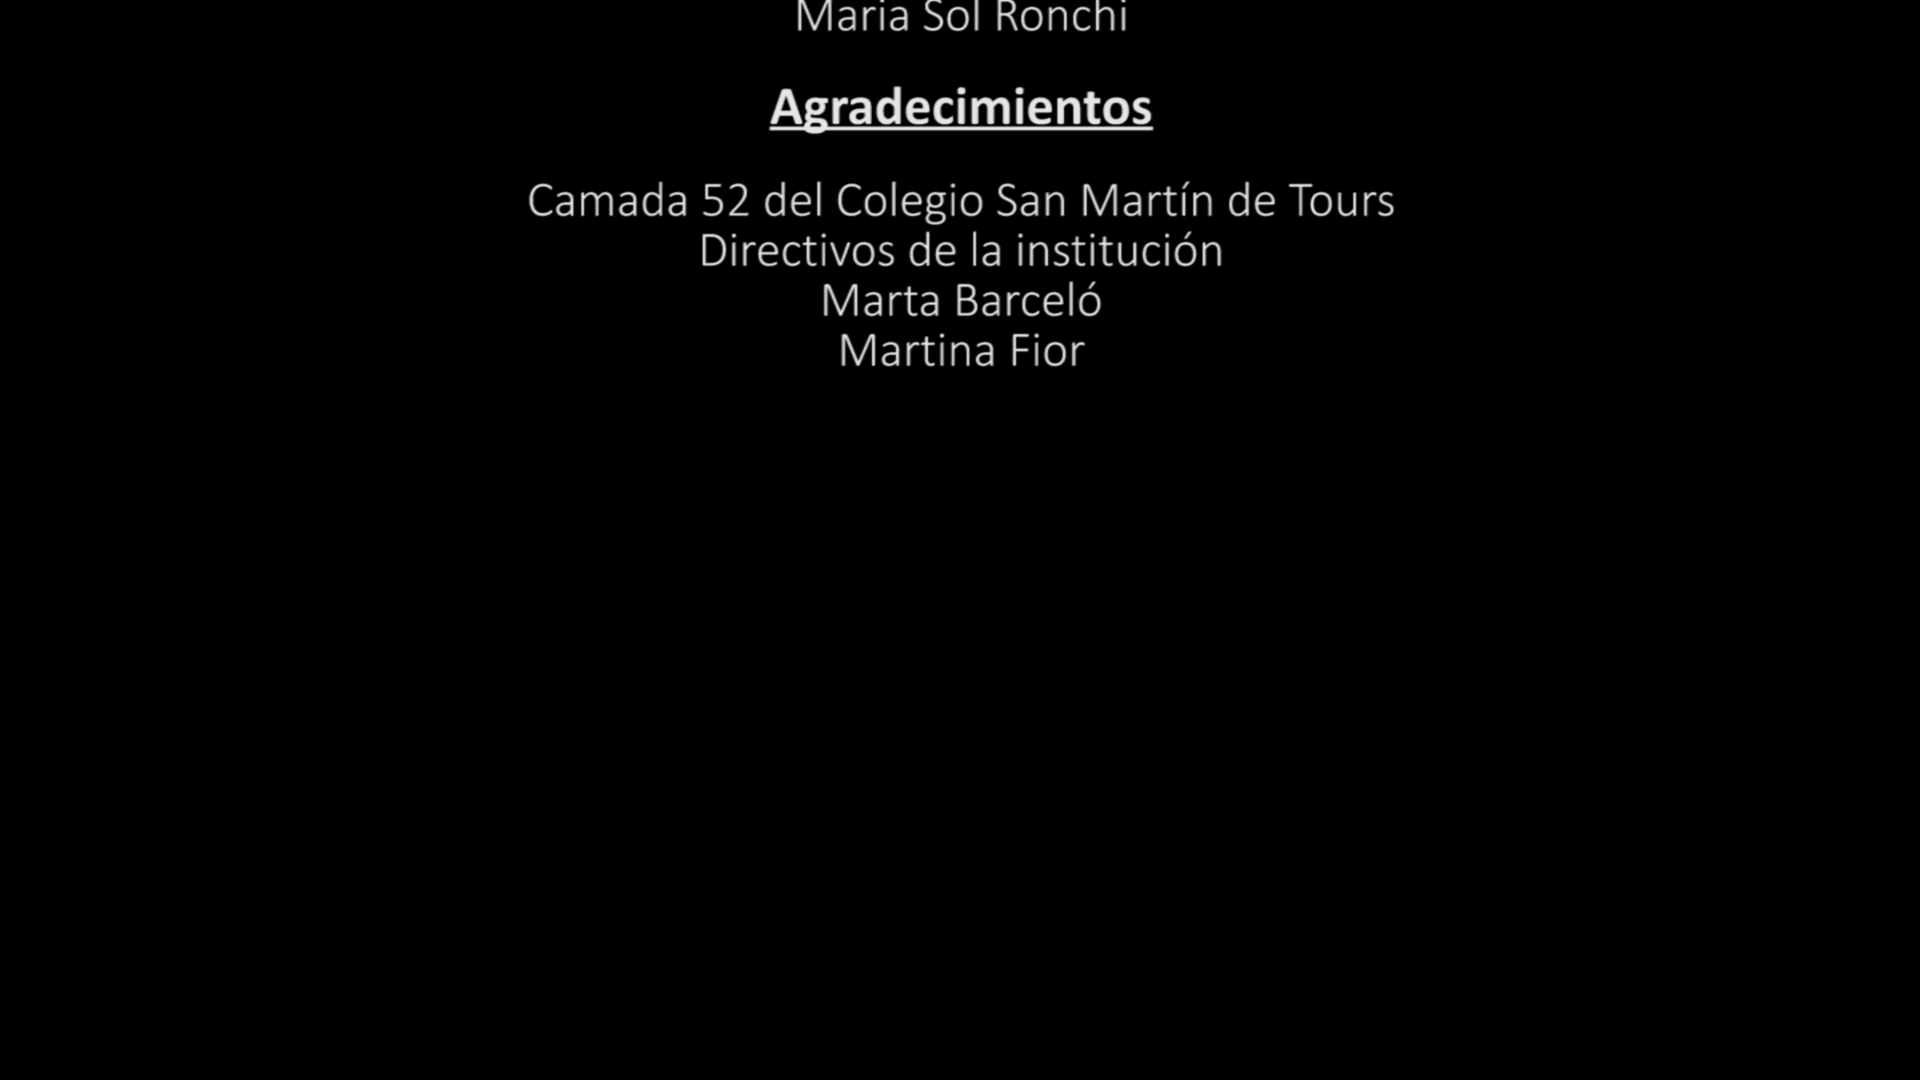 Maria Sol Ronchi
Agradecimientos
Camada 52 del Colegio San Martín de Tours
Directivos de la institución
Marta Barceló
Martina Fior